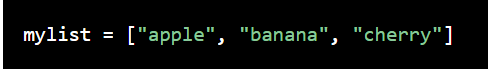 mylist = ["apple", "banana", "cherry"]